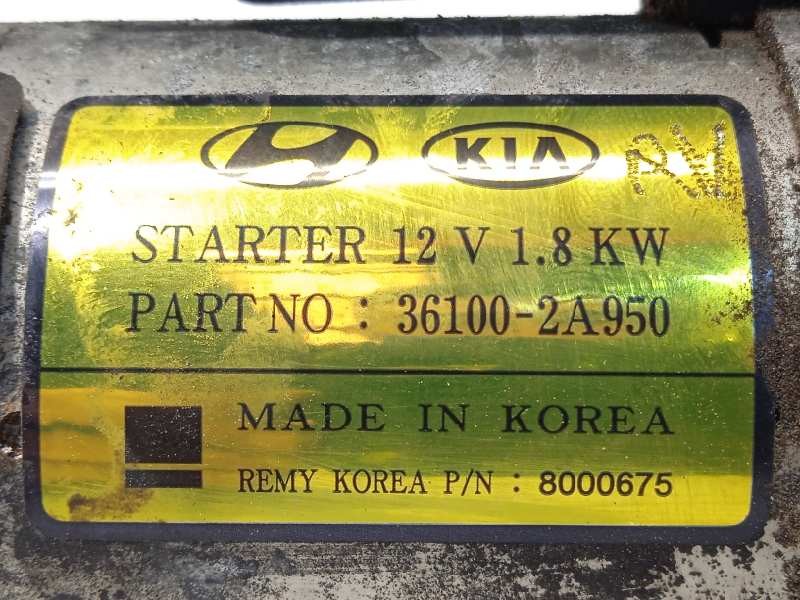 KIA
STARTER 12 V 1.8 KW
PART NO : 36100-2A950
MADE IN KOREA
REMY KOREA P/N : 8000675